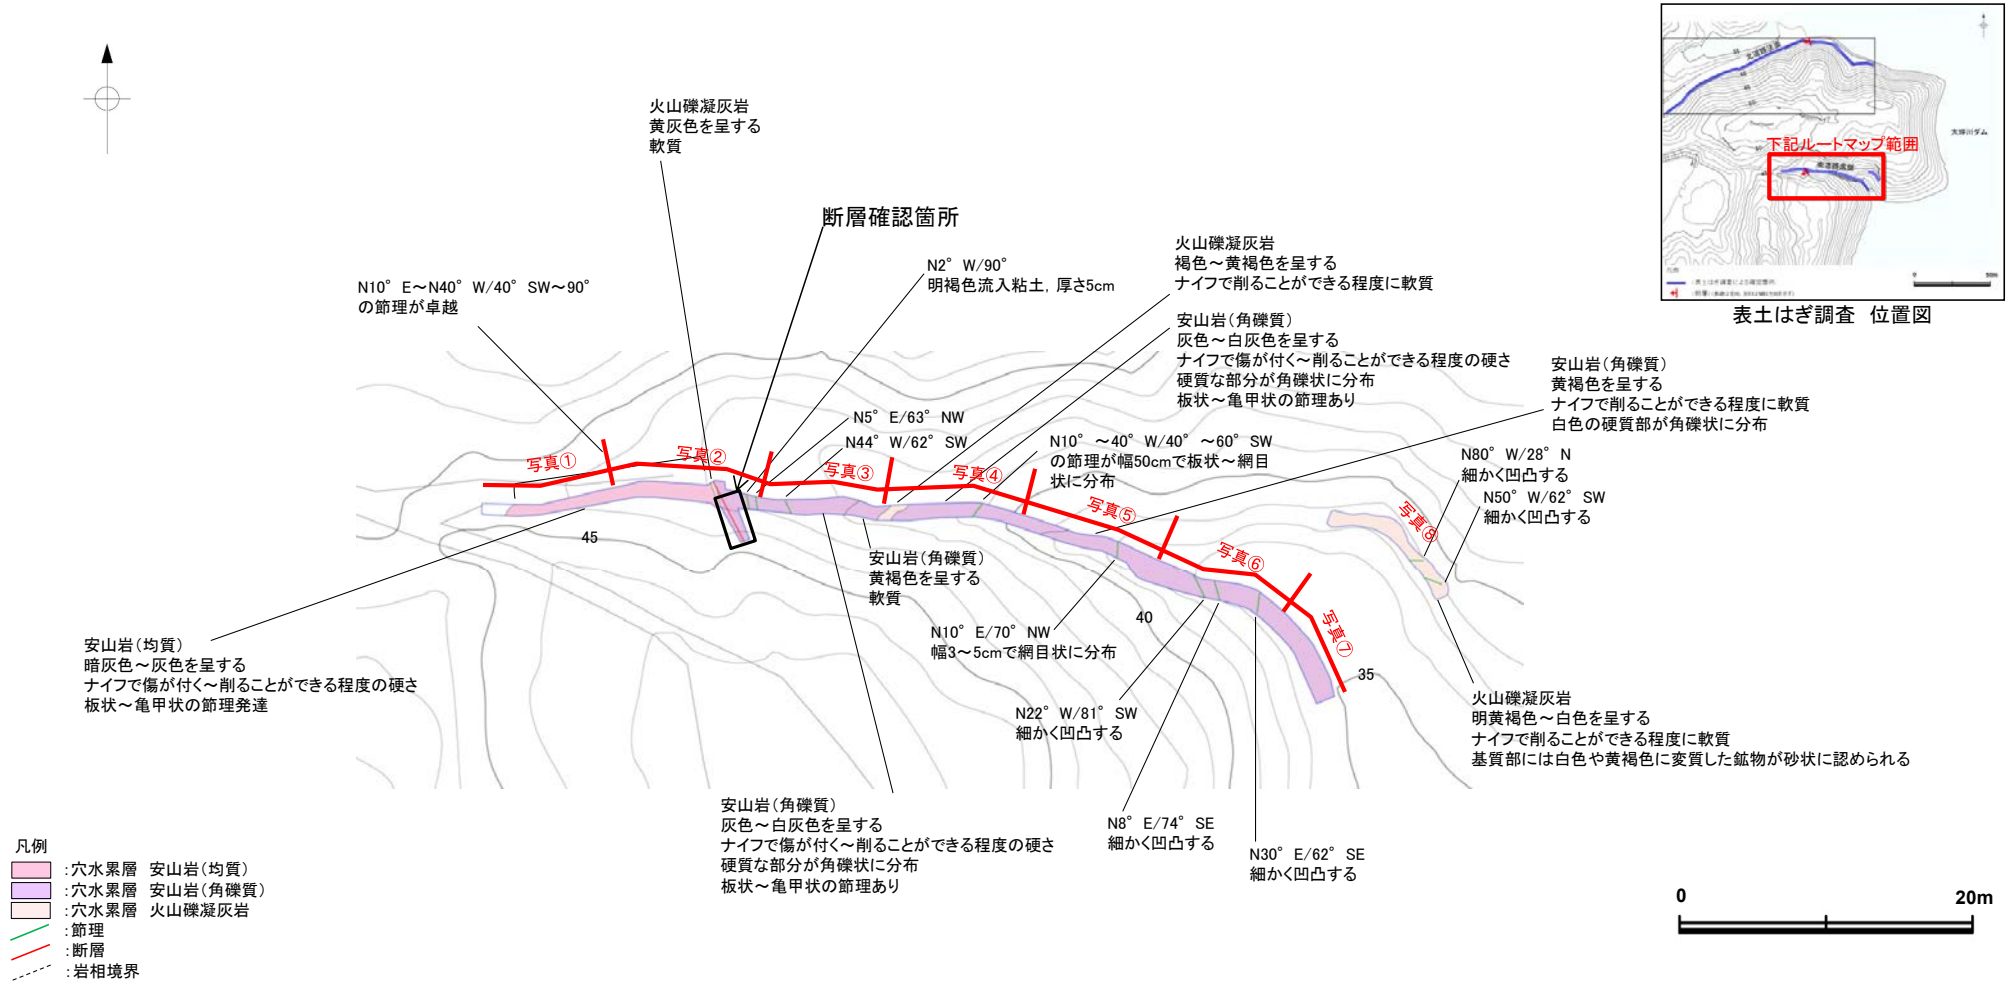 火山礫凝灰岩
黄灰色を呈する
軟質
断層確認箇所
N2°W/90°
明褐色流入粘土, 厚さ5cm
火山礫凝灰岩
褐色～黄褐色を呈する
ナイフで削ることができる程度に軟質
N10°E～N40°W/40°SW～90°
の節理が卓越
安山岩(角礫質)
灰色～白灰色を呈する
ナイフで傷が付く～削ることができる程度の硬さ
硬質な部分が角礫状に分布
板状～亀甲状の節理あり
安山岩(角礫質)
黄褐色を呈する
ナイフで削ることができる程度に軟質
白色の硬質部が角礫状に分布
N5°E/63°NW
N44°W/62°SW
N10°～40°W/40°～60°SW
の節理が幅50cmで板状～網目
状に分布
N80°W/28°N
細かく凹凸する
N50°W/62°SW
細かく凹凸する
写真①
写真②
写真③
写真④
写真⑤
写真⑥
写真⑦
写真⑧
45
40
35
安山岩(角礫質)
黄褐色を呈する
軟質
N10°E/70°NW
幅3～5cmで網目状に分布
安山岩(均質)
暗灰色～灰色を呈する
ナイフで傷が付く～削ることができる程度の硬さ
板状～亀甲状の節理発達
N22°W/81°SW
細かく凹凸する
火山礫凝灰岩
明黄褐色～白色を呈する
ナイフで削ることができる程度に軟質
基質部には白色や黄褐色に変質した鉱物が砂状に認められる
安山岩(角礫質)
灰色～白灰色を呈する
ナイフで傷が付く～削ることができる程度の硬さ
硬質な部分が角礫状に分布
板状～亀甲状の節理あり
N8°E/74°SE
細かく凹凸する
N30°E/62°SE
細かく凹凸する
凡例
:穴水累層 安山岩(均質)
:穴水累層 安山岩(角礫質)
:穴水累層 火山礫凝灰岩
:節理
:断層
:岩相境界
0 20m
下記ルートマップ範囲
凡例
0 50m
表土はぎ調査 位置図